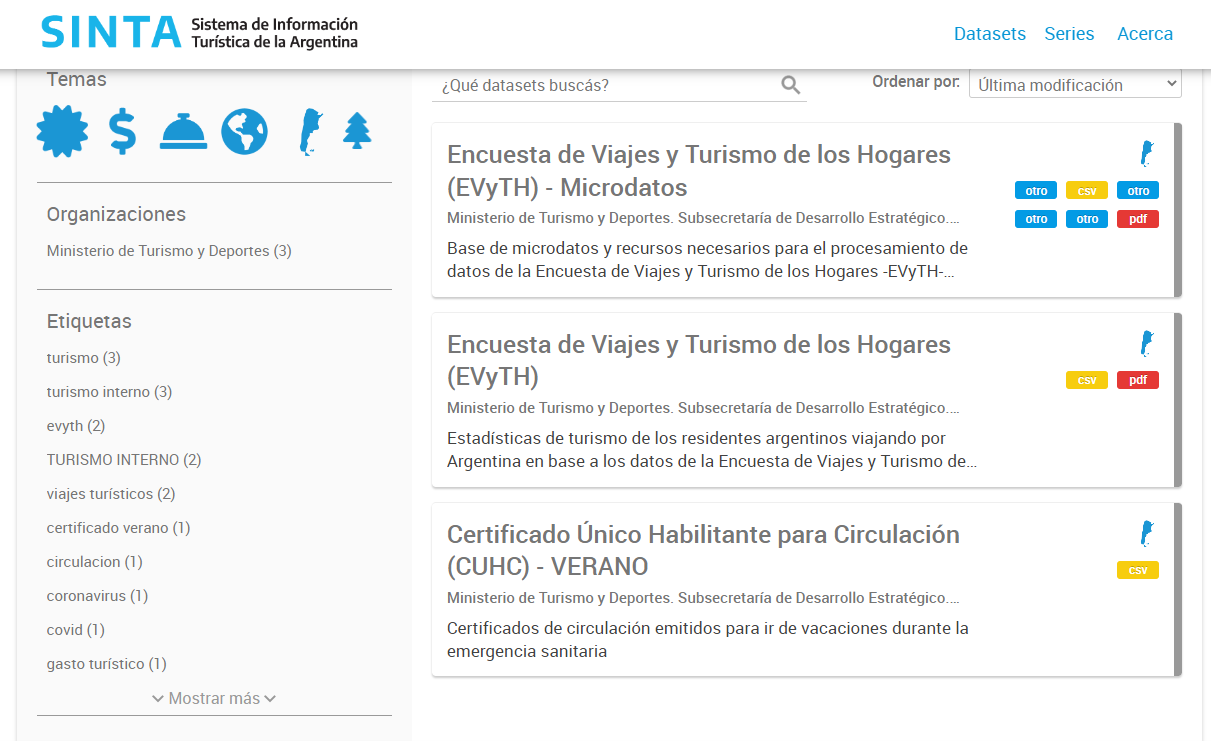 SINTA Sistema de Información
Turística de la Argentina
Datasets Series Acerca
Temas
Organizaciones
Ministerio de Turismo y Deportes (3)
Etiquetas
turismo (3)
turismo interno (3)
evyth (2)
TURISMO INTERNO (2)
viajes turísticos (2)
certificado verano (1)
circulacion (1)
coronavirus (1)
covid (1)
gasto turístico (1)
Mostrar más
¿Qué datasets buscás?
Ordenar por: Última modificación
Encuesta de Viajes y Turismo de los Hogares
(EVyTH) - Microdatos
Ministerio de Turismo y Deportes. Subsecretaría de Desarrollo Estratégico....
Base de microdatos y recursos necesarios para el procesamiento de
datos de la Encuesta de Viajes y Turismo de los Hogares -EVyTH-...
otro csv otro
otro otro pdf
Encuesta de Viajes y Turismo de los Hogares
(EVyTH)
Ministerio de Turismo y Deportes. Subsecretaría de Desarrollo Estratégico....
Estadísticas de turismo de los residentes argentinos viajando por
Argentina en base a los datos de la Encuesta de Viajes y Turismo de...
csv pdf
Certificado Único Habilitante para Circulación
(CUHC) - VERANO
Ministerio de Turismo y Deportes. Subsecretaría de Desarrollo Estratégico....
Certificados de circulación emitidos para ir de vacaciones durante la
emergencia sanitaria
csv